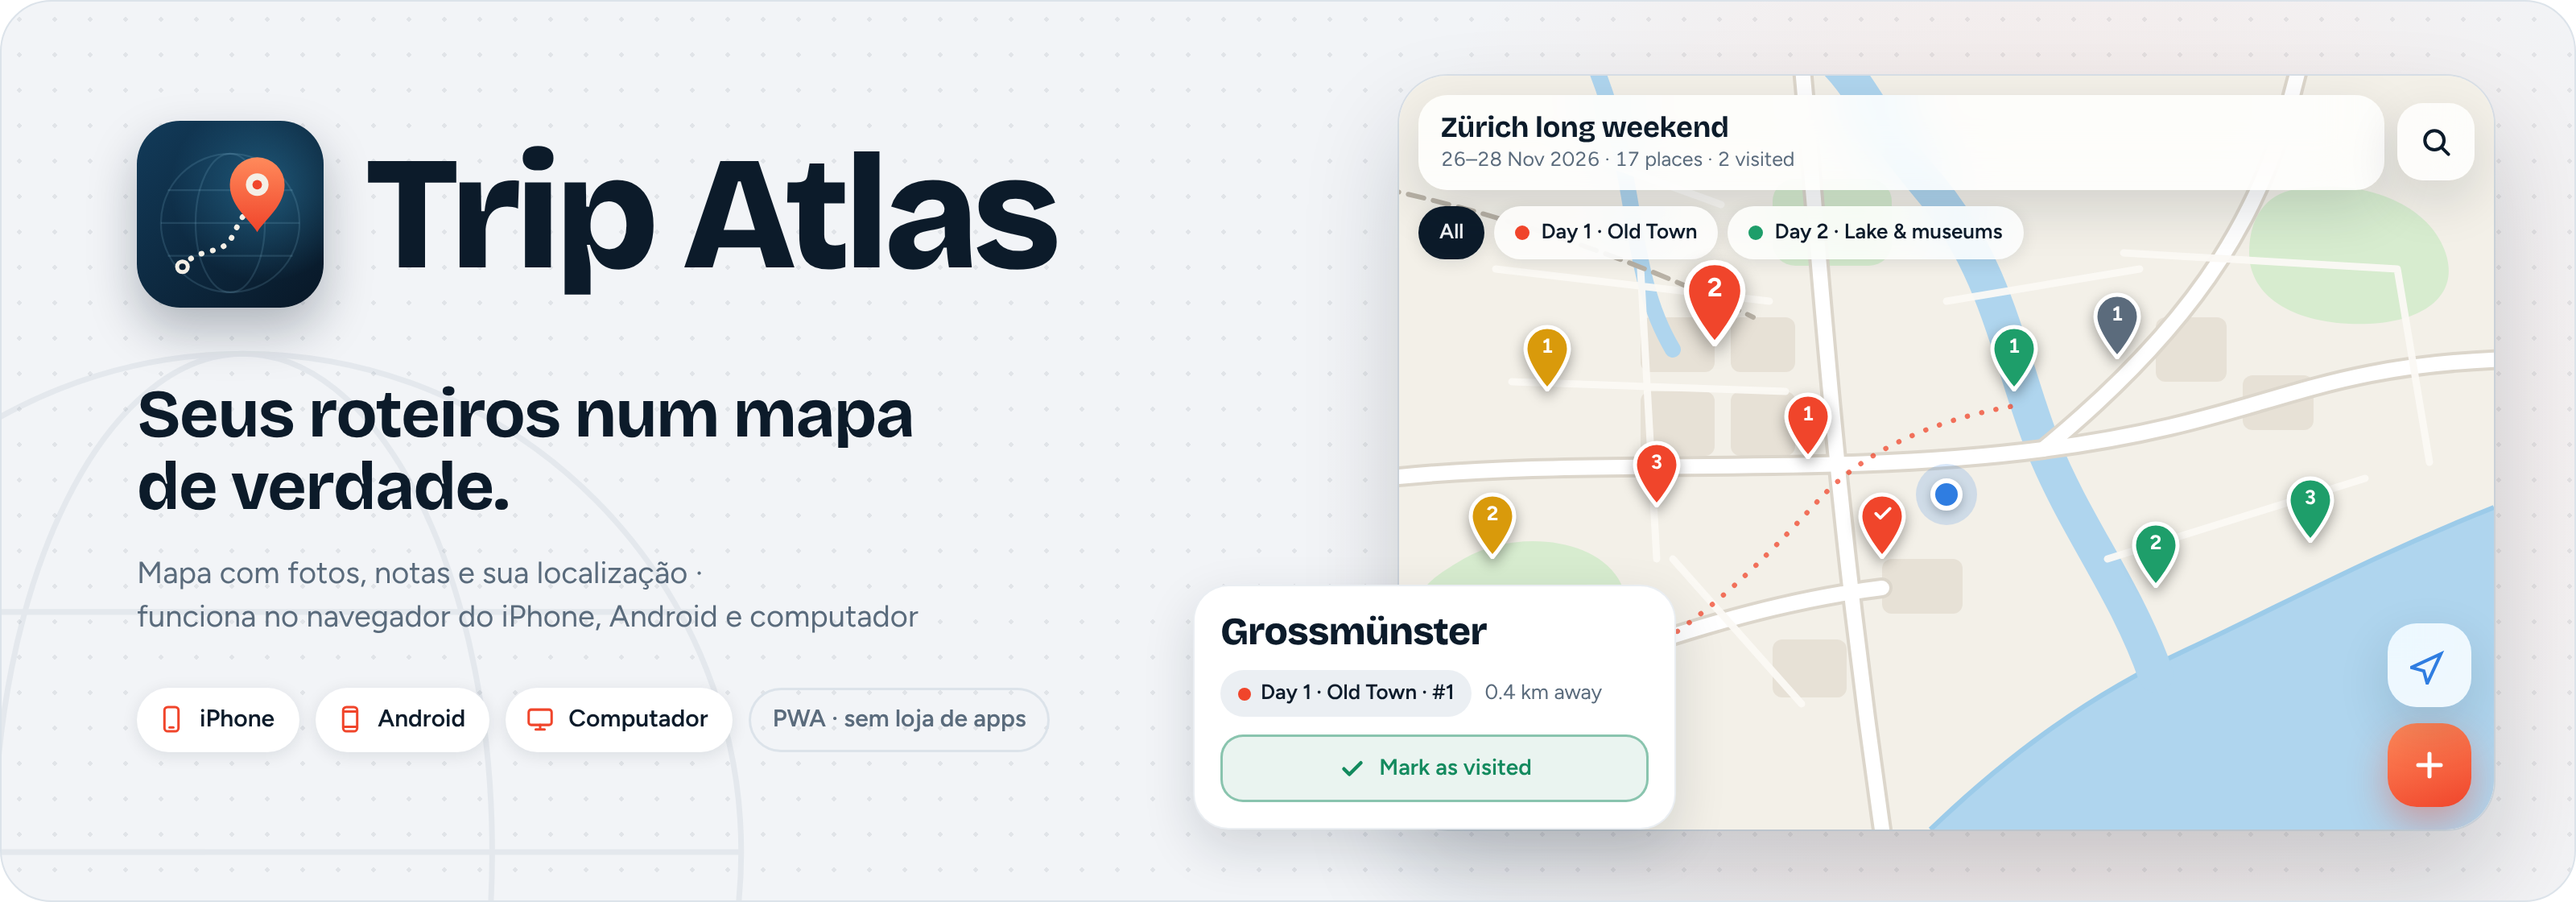 Trip Atlas
Seus roteiros num mapa
de verdade.
Mapa com fotos, notas e sua localização ·
funciona no navegador do iPhone, Android e computador
iPhone
Android
Computador
PWA · sem loja de apps
Zürich long weekend
26–28 Nov 2026 · 17 places · 2 visited
All
Day 1 · Old Town
Day 2 · Lake & museums
2
1
1
1
1
3
2
3
2
Grossmünster
Day 1 · Old Town · #1
0.4 km away
Mark as visited